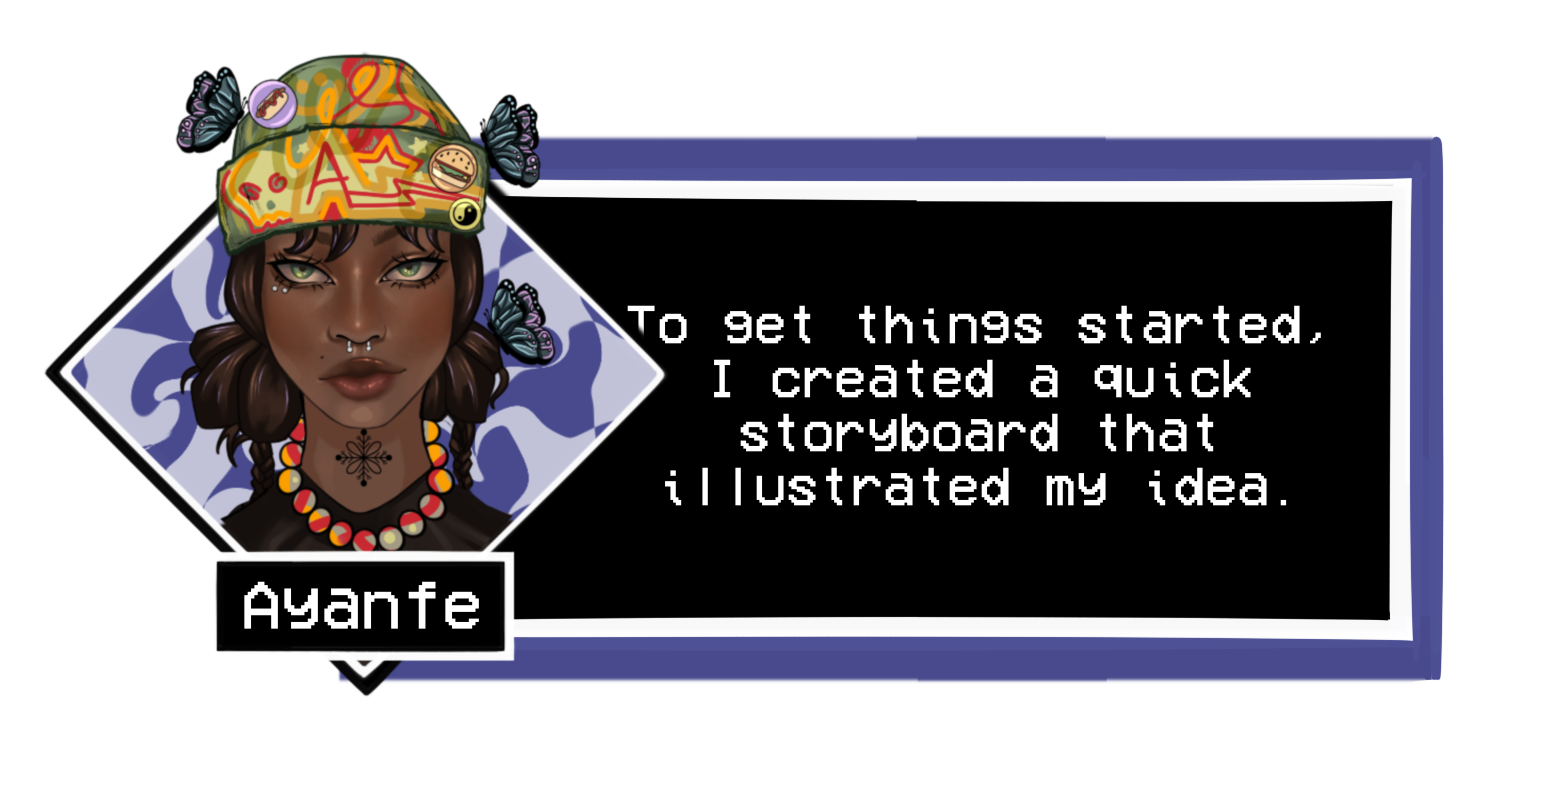 To get things started,
I created a quick
storyboard that
illustrated my idea.
Ayanfe